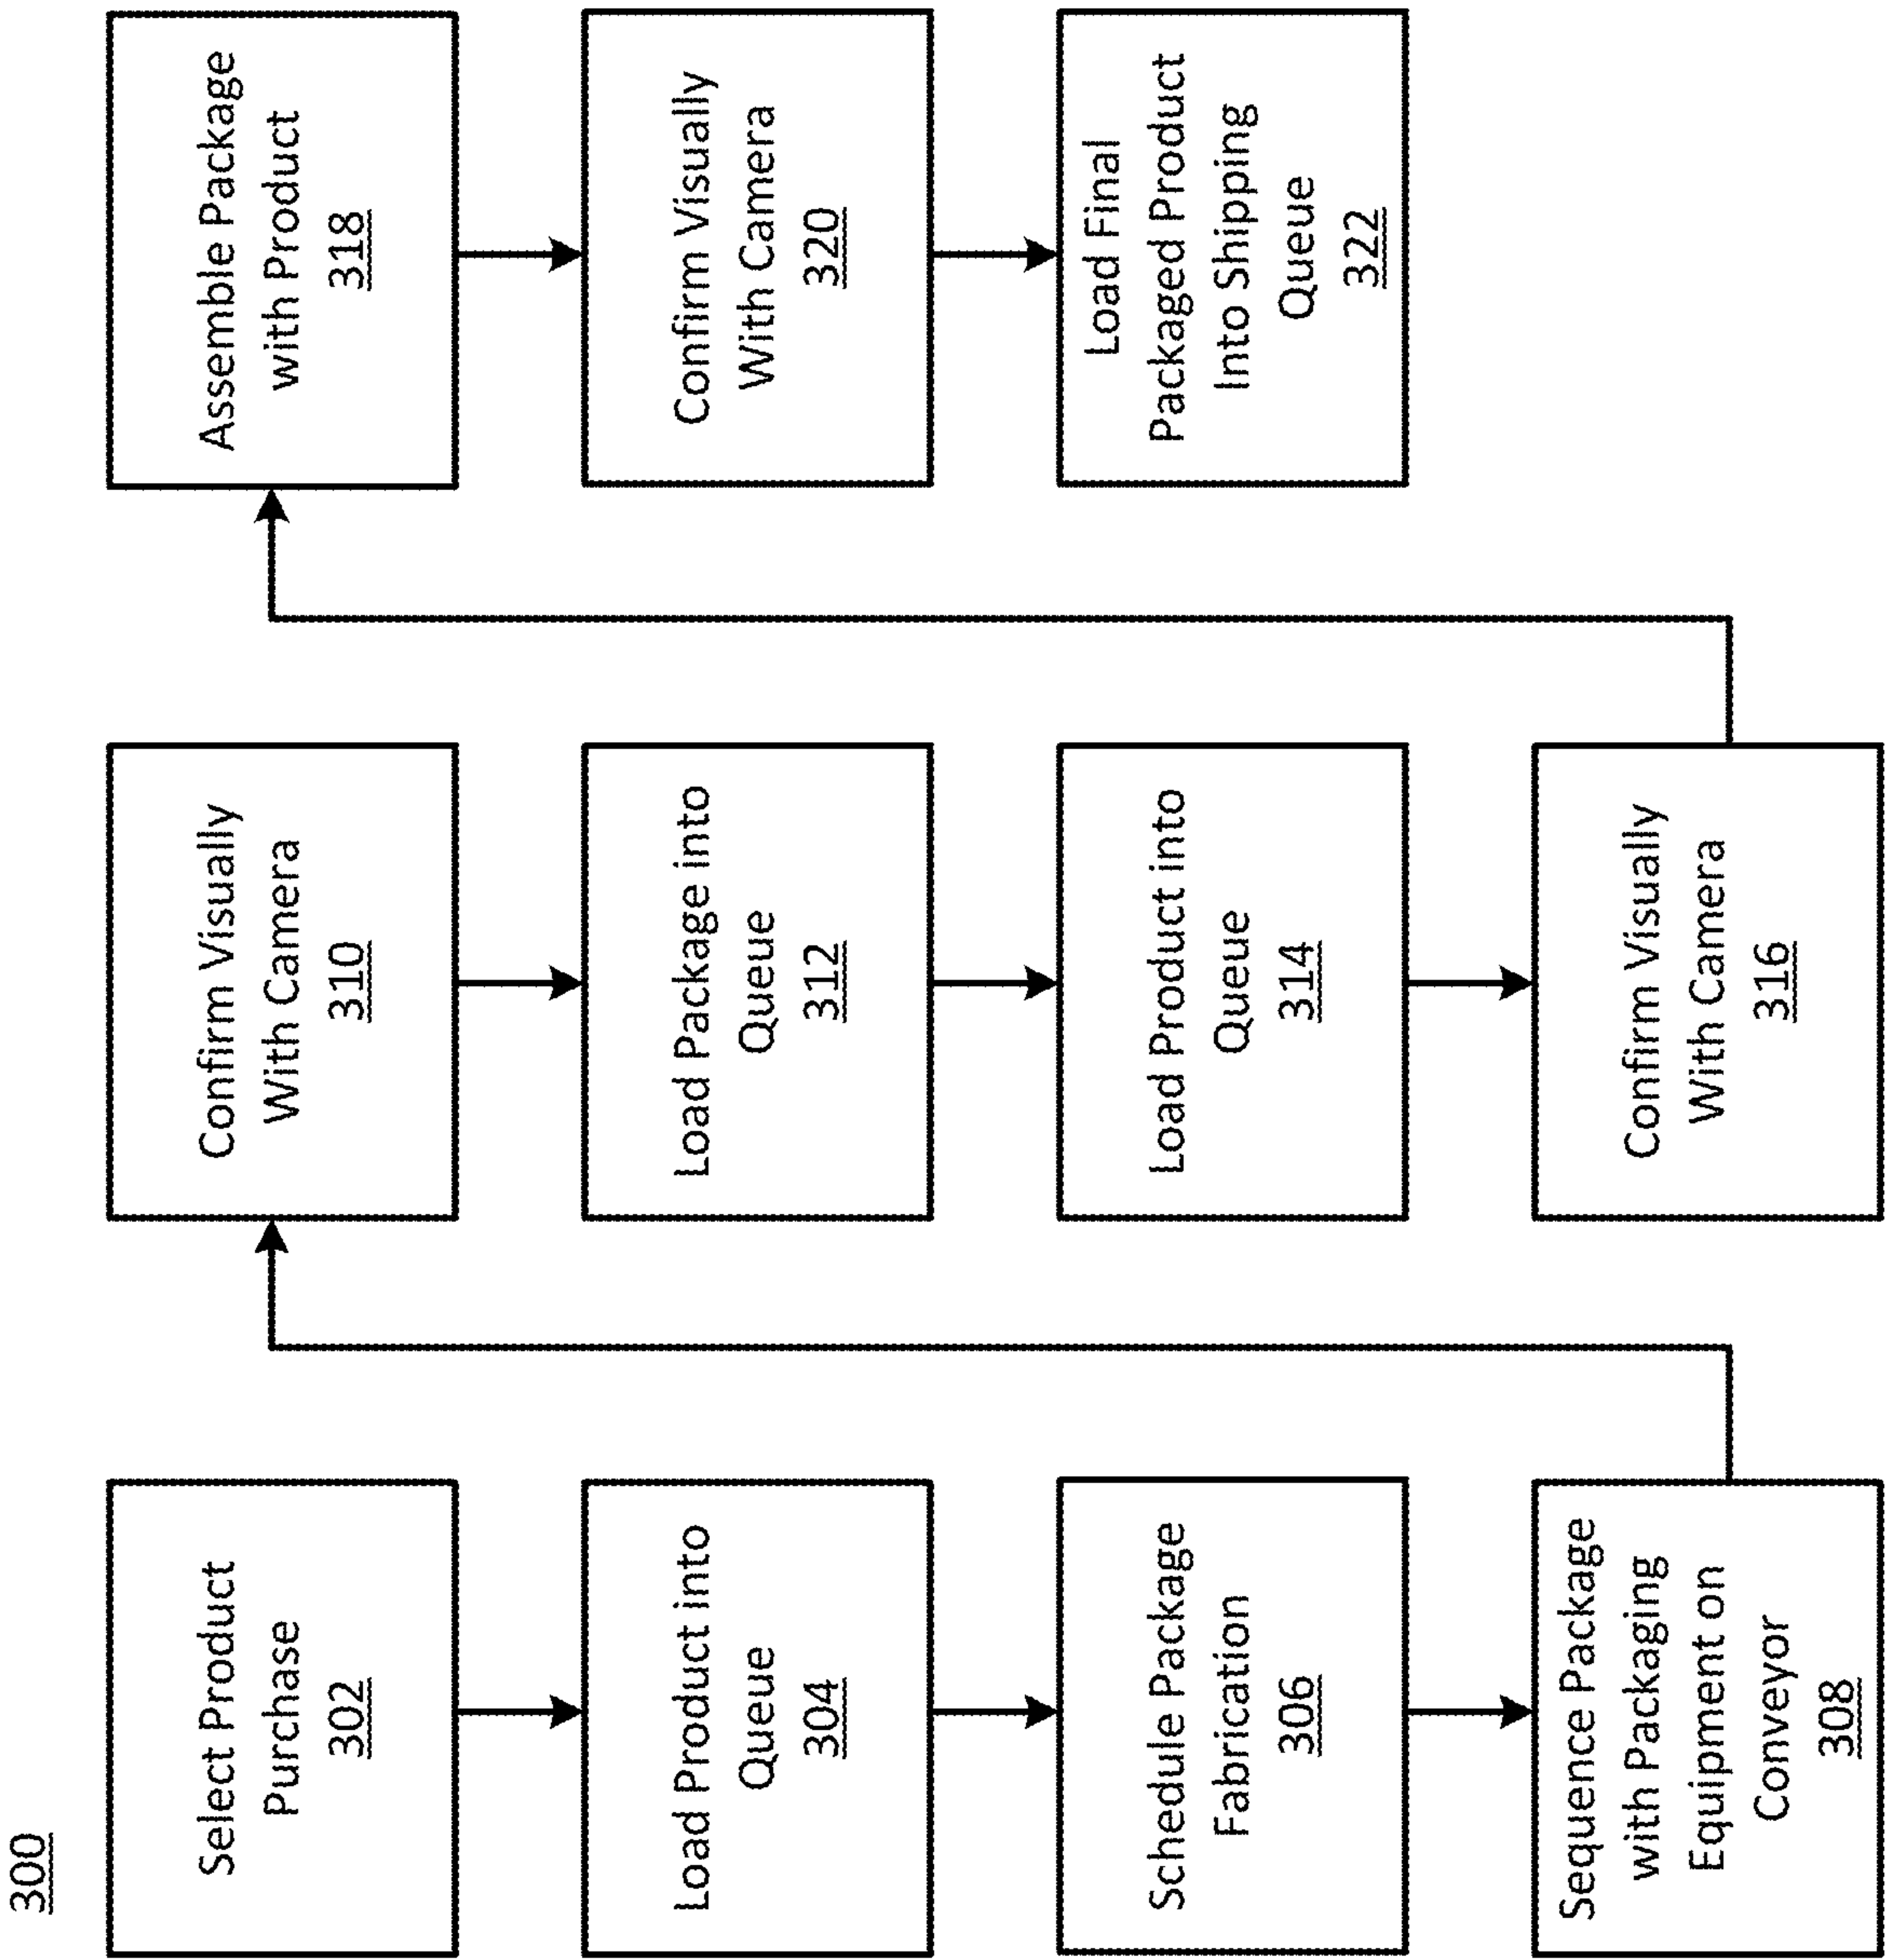 300
Select Product
Purchase
302
Load Product into
Queue
304
Schedule Package
Fabrication
306
Sequence Package
with Packaging
Equipment on
Conveyor
308
Confirm Visually
With Camera
310
Load Package into
Queue
312
Load Product into
Queue
314
Confirm Visually
With Camera
316
Assemble Package
with Product
318
Confirm Visually
With Camera
320
Load Final
Packaged Product
Into Shipping
Queue
322